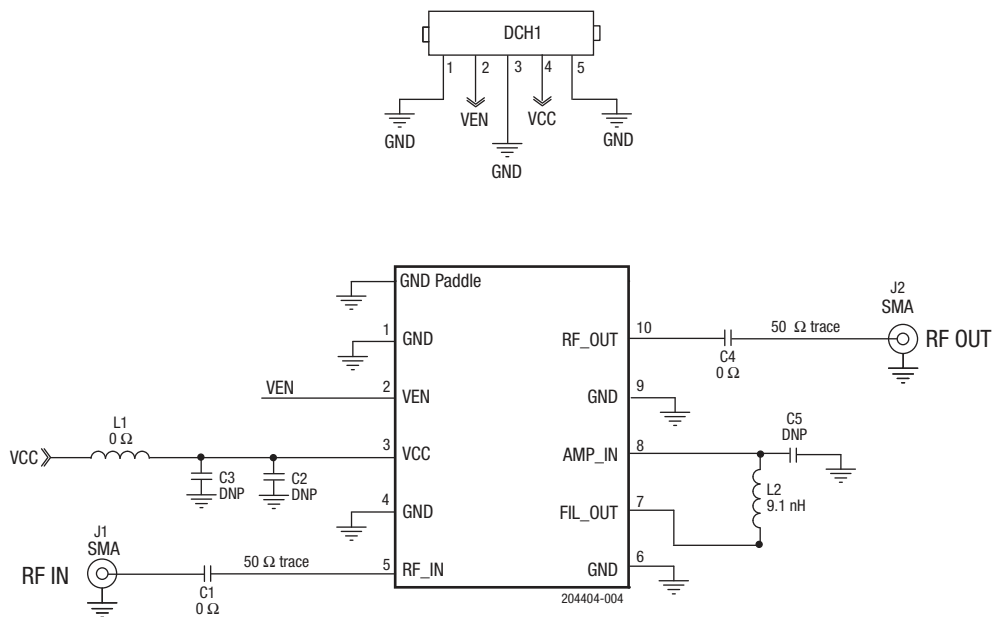 DCH1
1 2 3 4 5
GND
VEN
GND
VCC
GND
GND Paddle
1
GND
VEN
2
VEN
L1
0 Ω
VCC
3
VCC
C3
DNP
C2
DNP
4
GND
J1
SMA
RF IN
C1
0 Ω
50 Ω trace
5
RF_IN
RF_OUT
10
C4
0 Ω
50 Ω trace
J2
SMA
RF OUT
GND
9
AMP_IN
8
C5
DNP
L2
9.1 nH
FIL_OUT
7
GND
6
204404-004